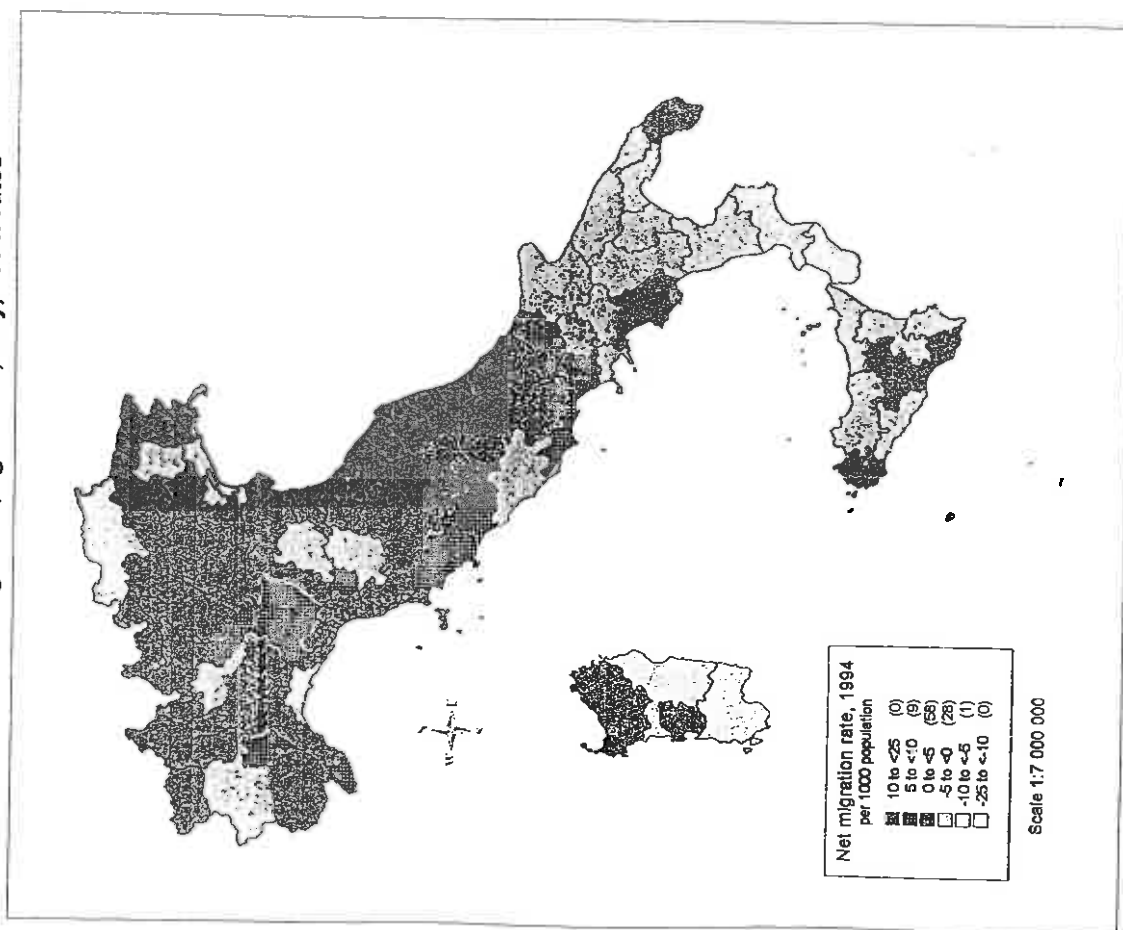 Net migration rate, 1994
per 1000 population
10 to <25 (0)
5 to <10 (9)
0 to <5 (58)
-5 to <0 (28)
-10 to <-5 (1)
-25 to <-10 (0)
Scale 1:7 000 000
W
E